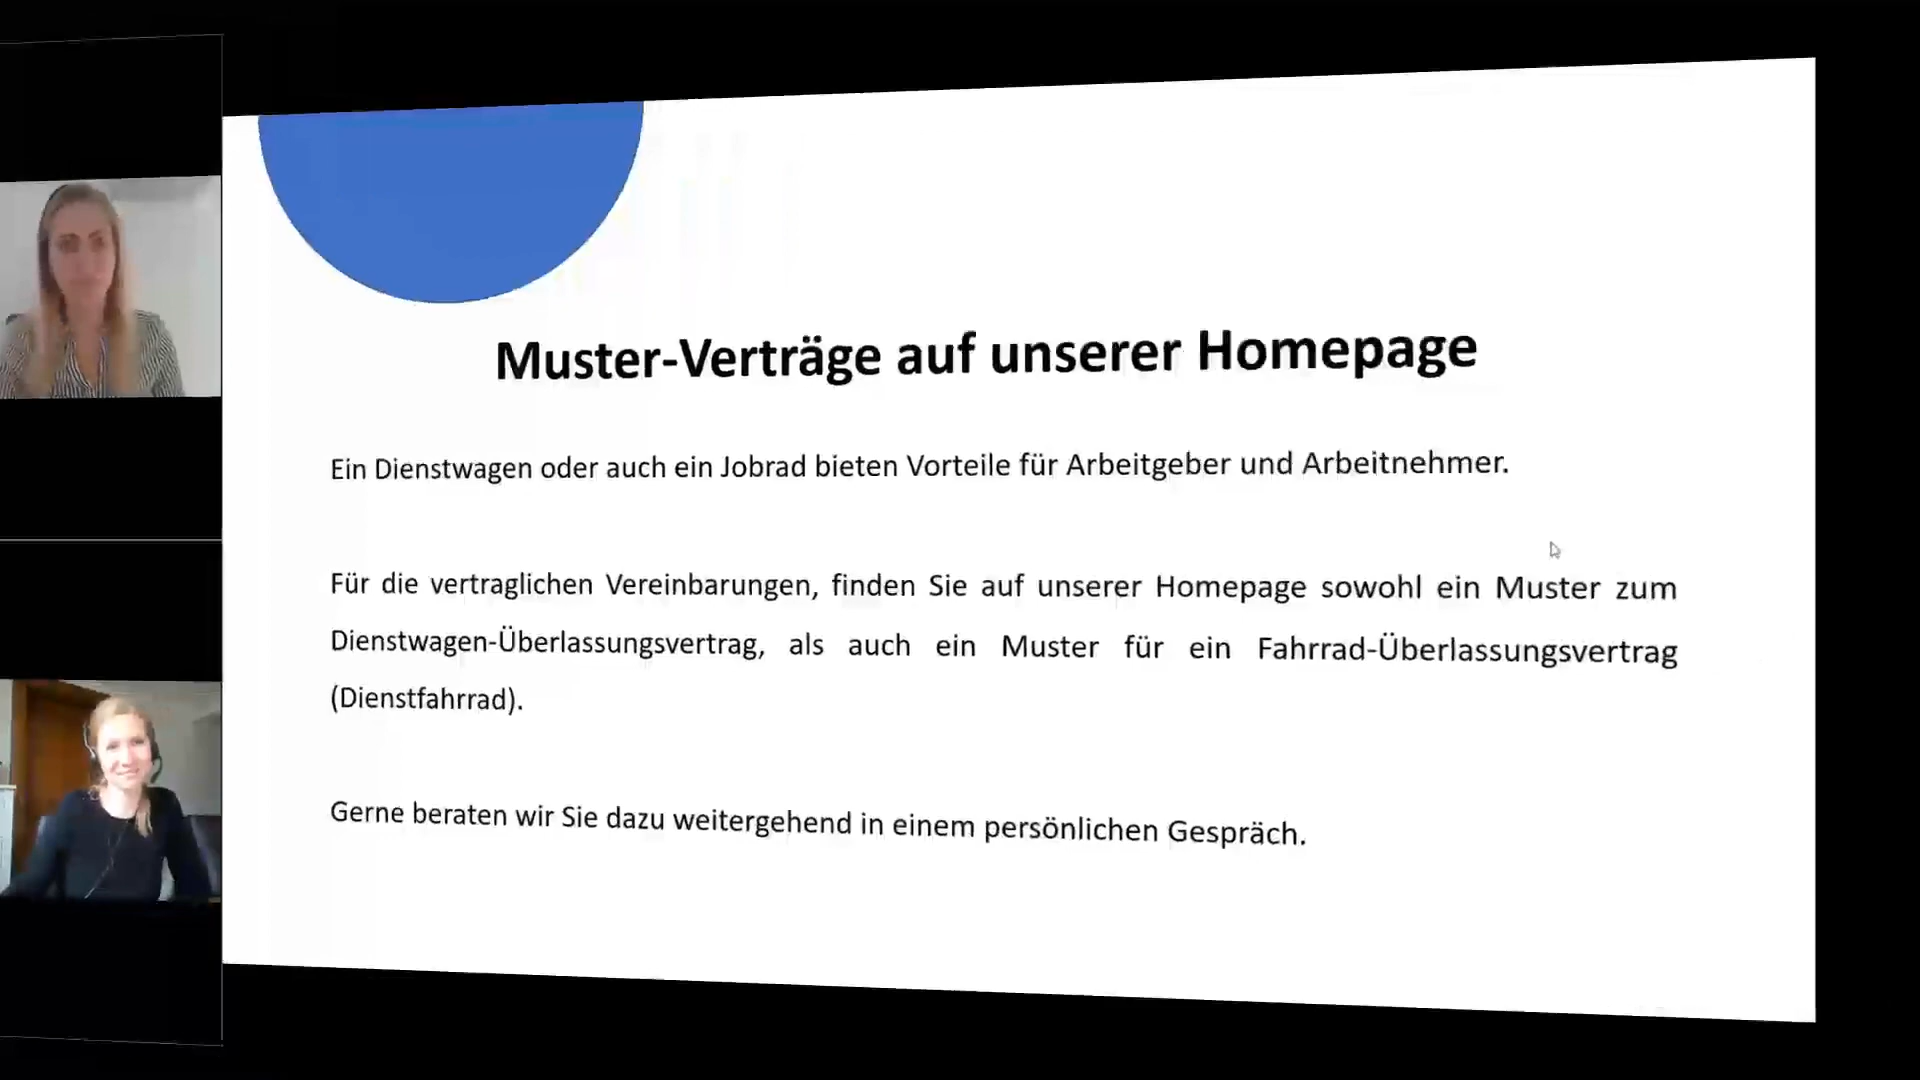 Muster-Verträge auf unserer Homepage
Ein Dienstwagen oder auch ein Jobrad bieten Vorteile für Arbeitgeber und Arbeitnehmer.
Für die vertraglichen Vereinbarungen, finden Sie auf unserer Homepage sowohl ein Muster zum
Dienstwagen-Überlassungsvertrag, als auch ein Muster für ein Fahrrad-Überlassungsvertrag
(Dienstfahrrad).
Gerne beraten wir Sie dazu weitergehend in einem persönlichen Gespräch.